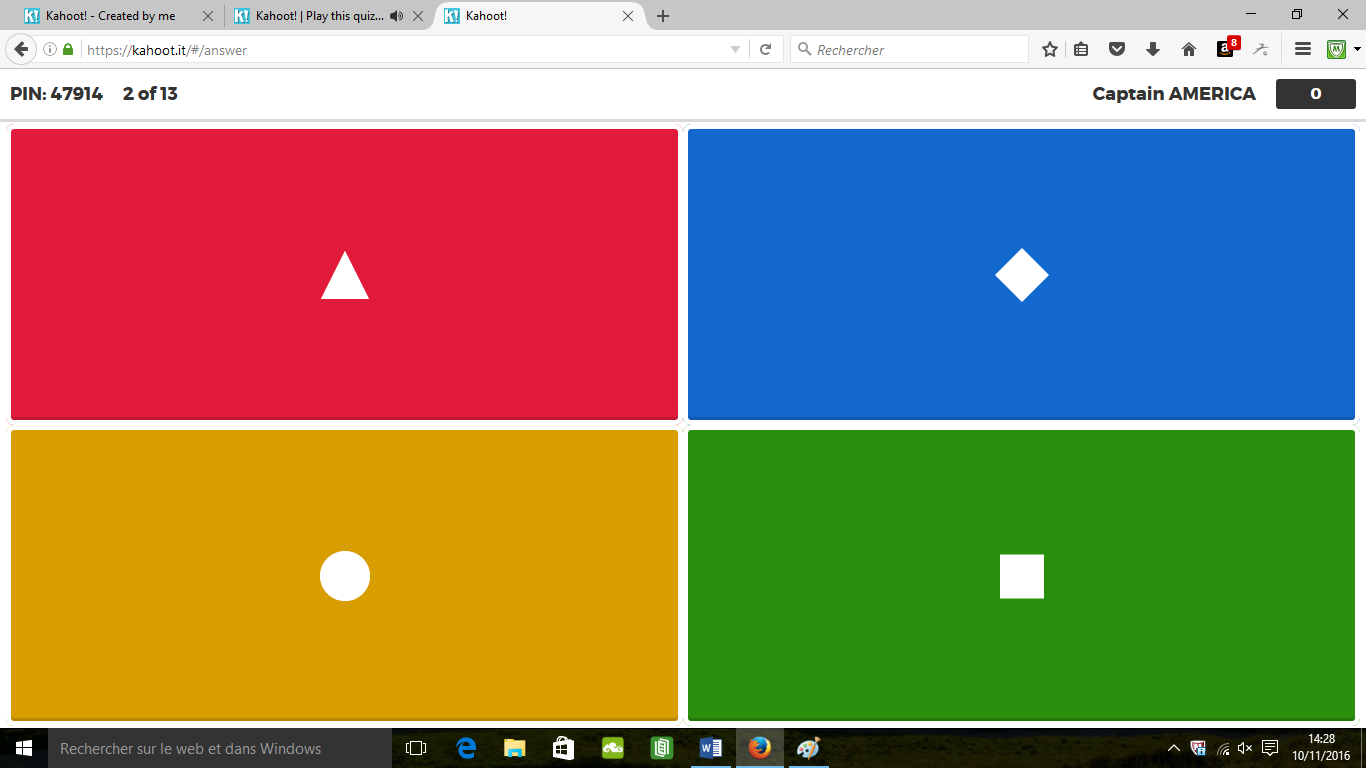 Kahoot! - Created by me
Kahoot! | Play this quiz...
Kahoot!
https://kahoot.it/#/answer
Rechercher
8
PIN: 47914 2 of 13
Captain AMERICA 0
Rechercher sur le web et dans Windows
14:28
10/11/2016